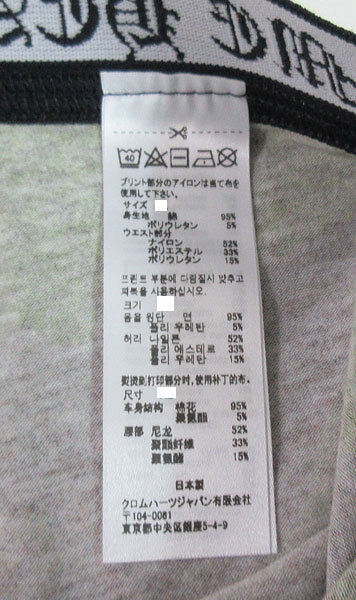 40
プリント部分のアイロンは当て布を
使用して下さい。
サイズ
身生地 綿 95%
ポリウレタン 5%
ウエスト部分
ナイロン 52%
ポリエステル 33%
ポリウレタン 15%
프린트 부분에 다림질시 맞추고
파복을 사용하십시오.
크기
몸을 원단 면 95%
폴리 우레탄 5%
허리 나일론 52%
폴리 에스테르 33%
폴리 우레탄 15%
熨烫刷打印部分时,使用补丁的布。
尺寸
车身结构 棉花 95%
聚氨酯 5%
腰部 尼龙 52%
聚酯纤维 33%
聚氨酯 15%
日本製
クロムハーツジャパン有限会社
〒104-0061
東京都中央区銀座5-4-9